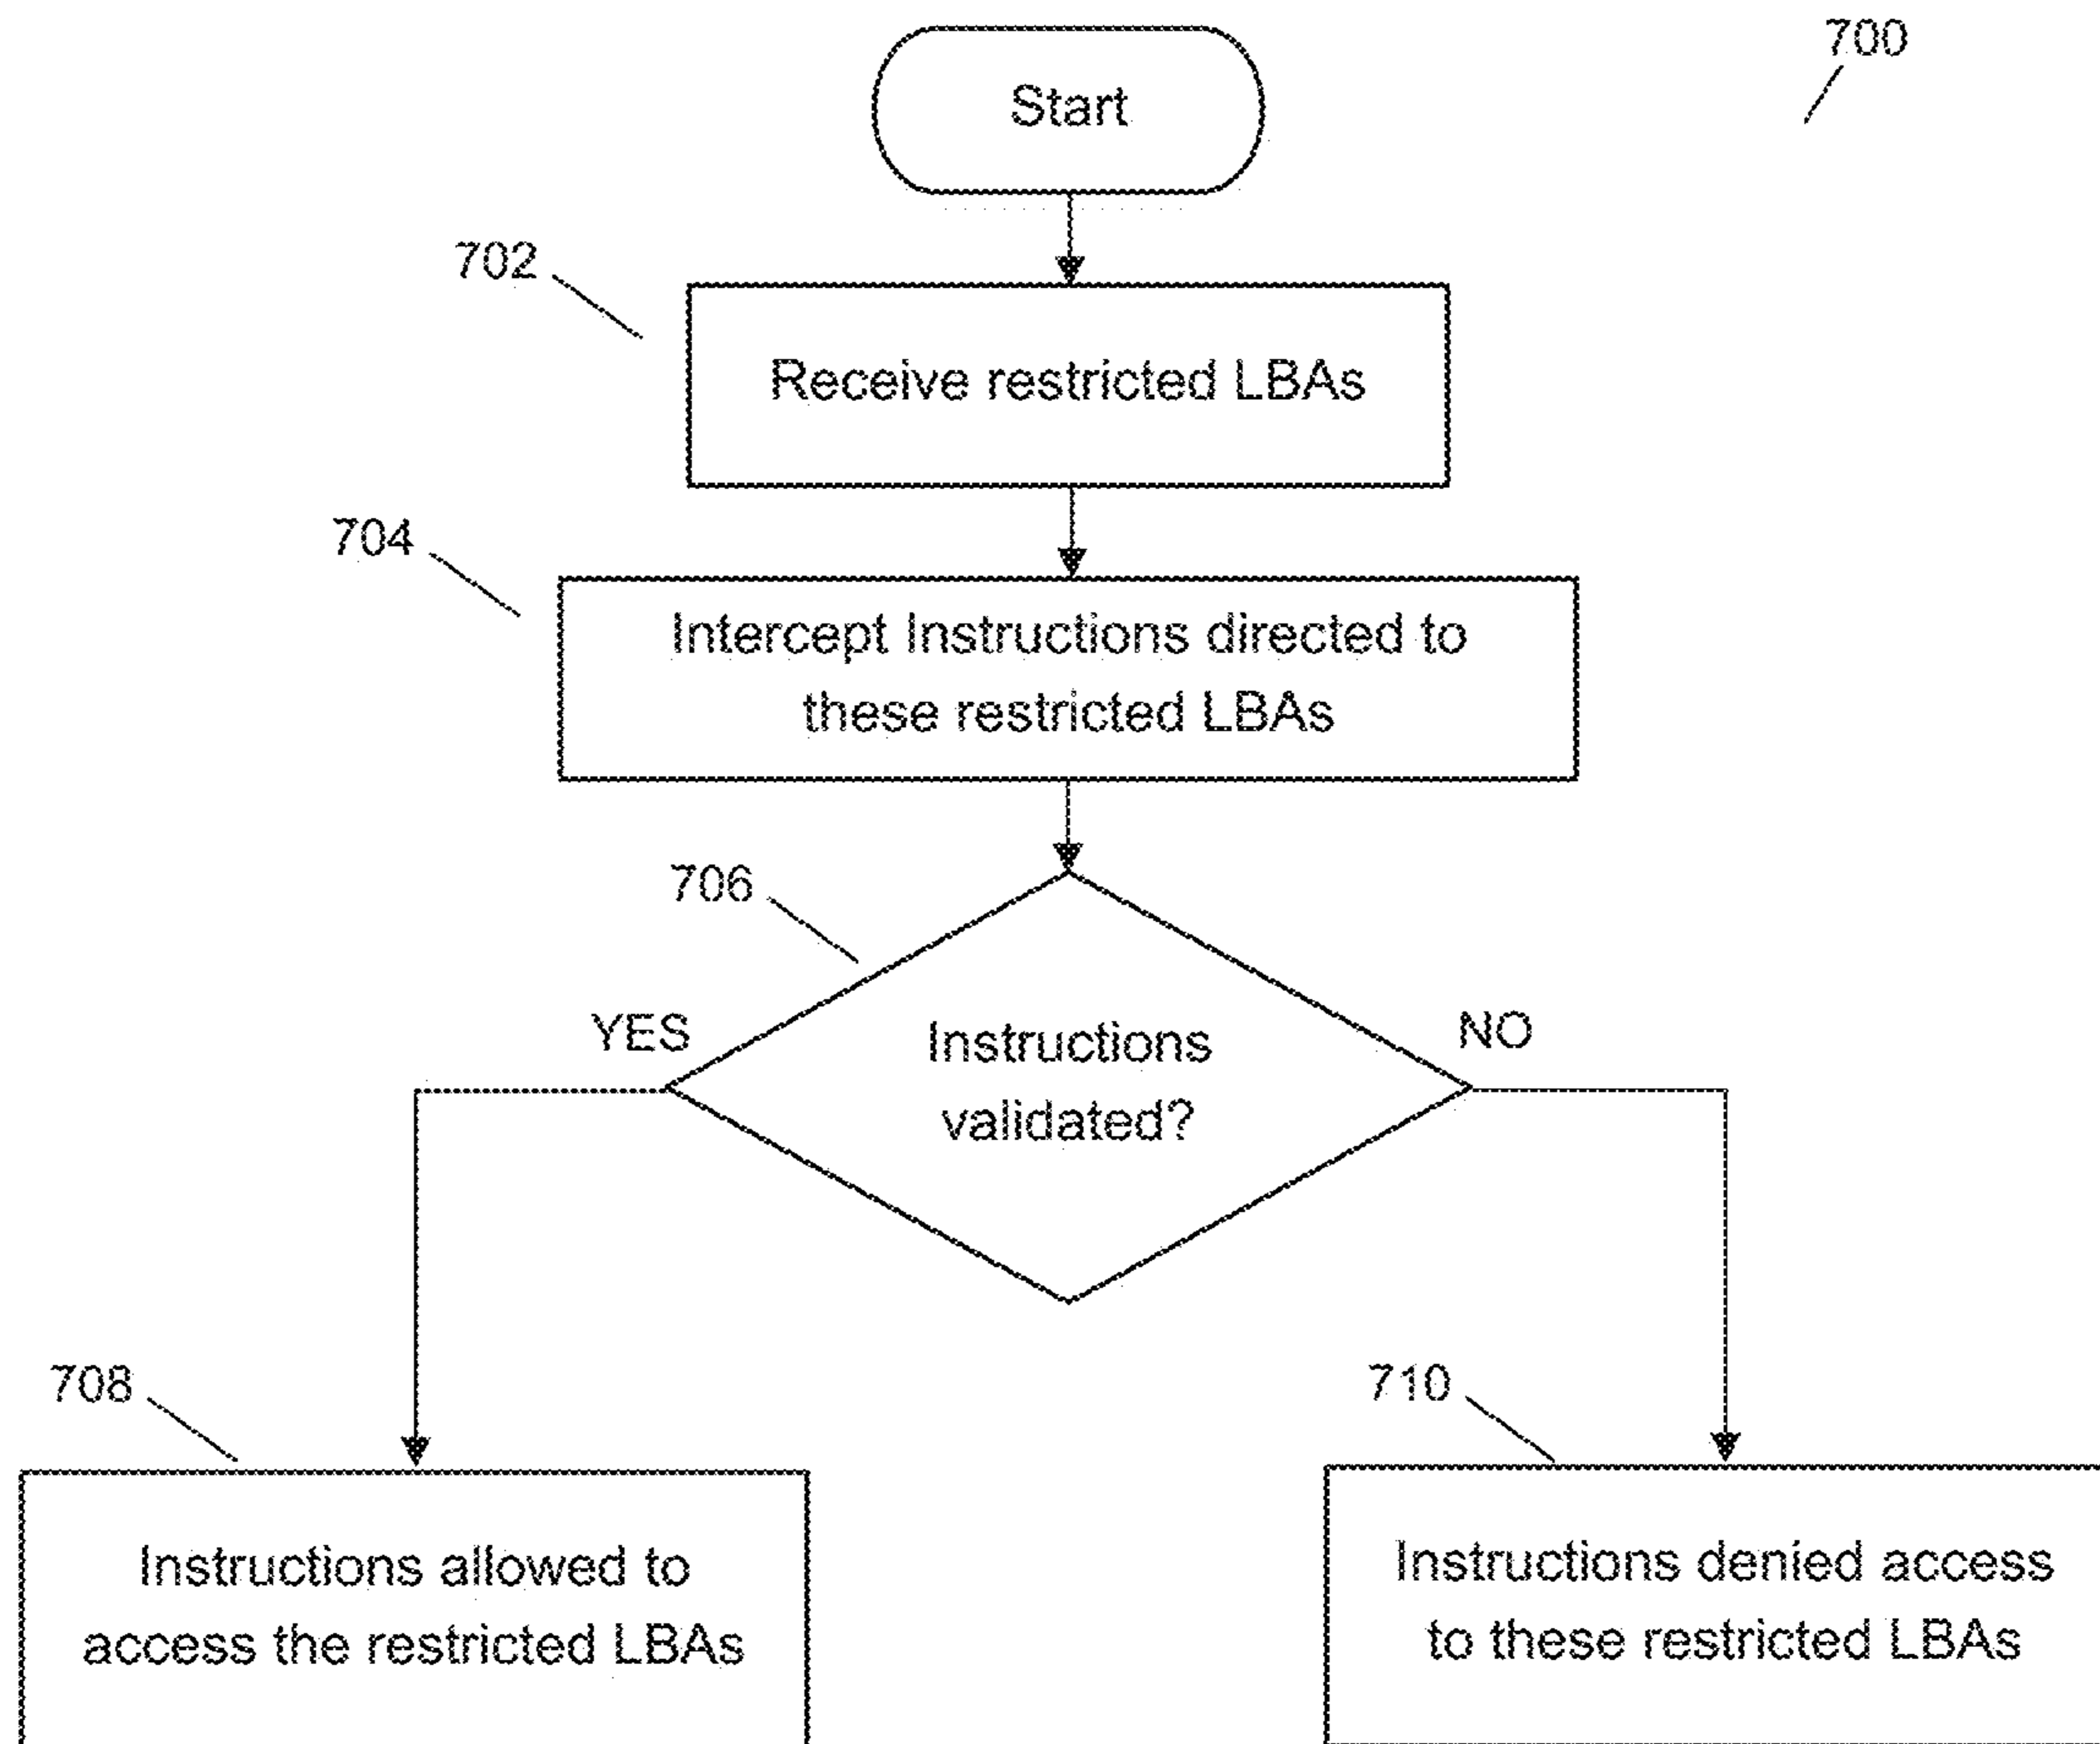 700
Start
702
Receive restricted LBAs
704
Intercept Instructions directed to
these restricted LBAs
706
YES
Instructions
validated?
NO
708
Instructions allowed to
access the restricted LBAs
710
Instructions denied access
to these restricted LBAs